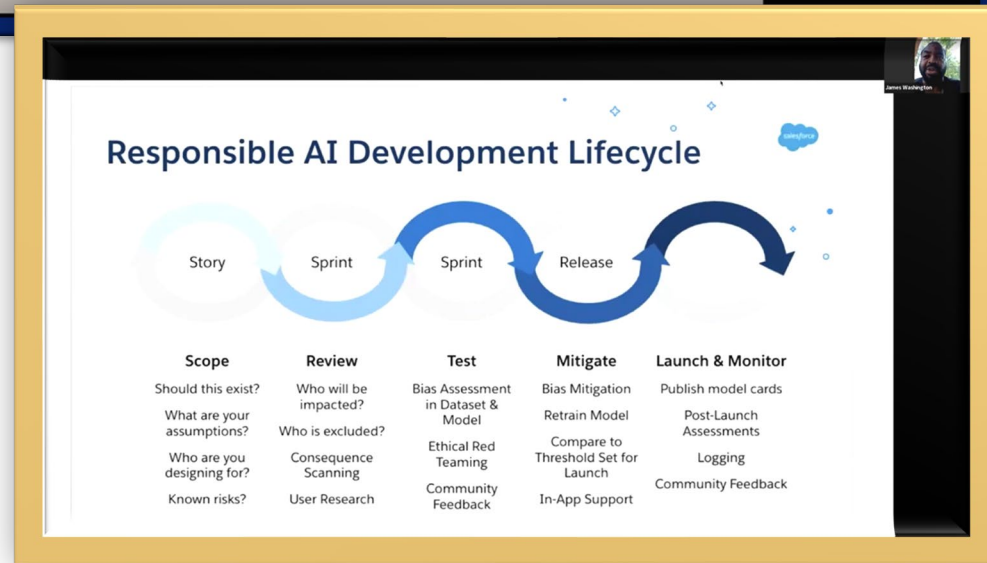 James Washington
salesforce
Responsible AI Development Lifecycle
Story
Sprint
Sprint
Release
Scope
Should this exist?
What are your
assumptions?
Who are you
designing for?
Known risks?
Review
Who will be
impacted?
Who is excluded?
Consequence
Scanning
User Research
Test
Bias Assessment
in Dataset &
Model
Ethical Red
Teaming
Community
Feedback
Mitigate
Bias Mitigation
Retrain Model
Compare to
Threshold Set for
Launch
In-App Support
Launch & Monitor
Publish model cards
Post-Launch
Assessments
Logging
Community Feedback